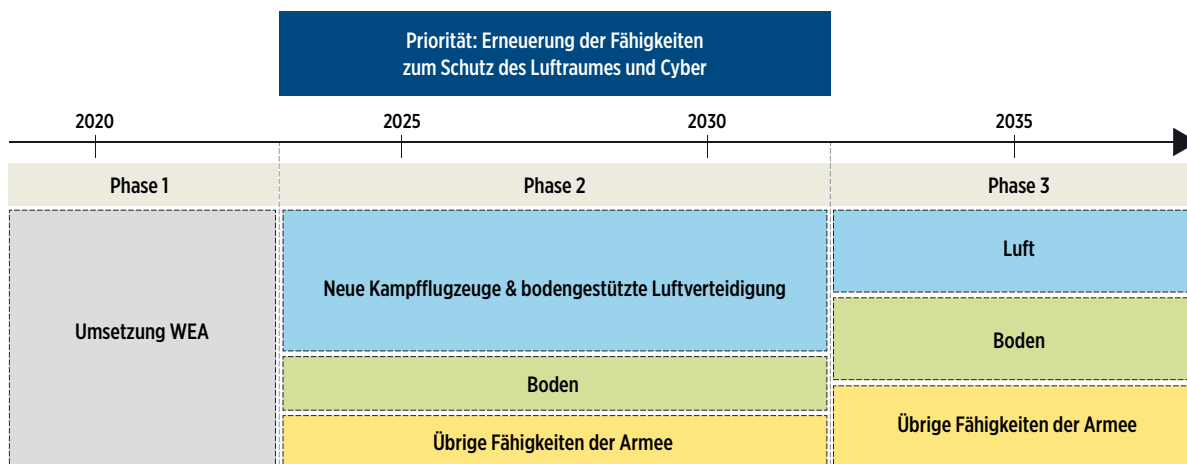 Priorität: Erneuerung der Fähigkeiten
zum Schutz des Luftraumes und Cyber
2020 2025 2030 2035
Phase 1 Phase 2 Phase 3
Umsetzung WEA
Neue Kampfflugzeuge & bodengestützte Luftverteidigung
Boden
Übrige Fähigkeiten der Armee
Luft
Boden
Übrige Fähigkeiten der Armee